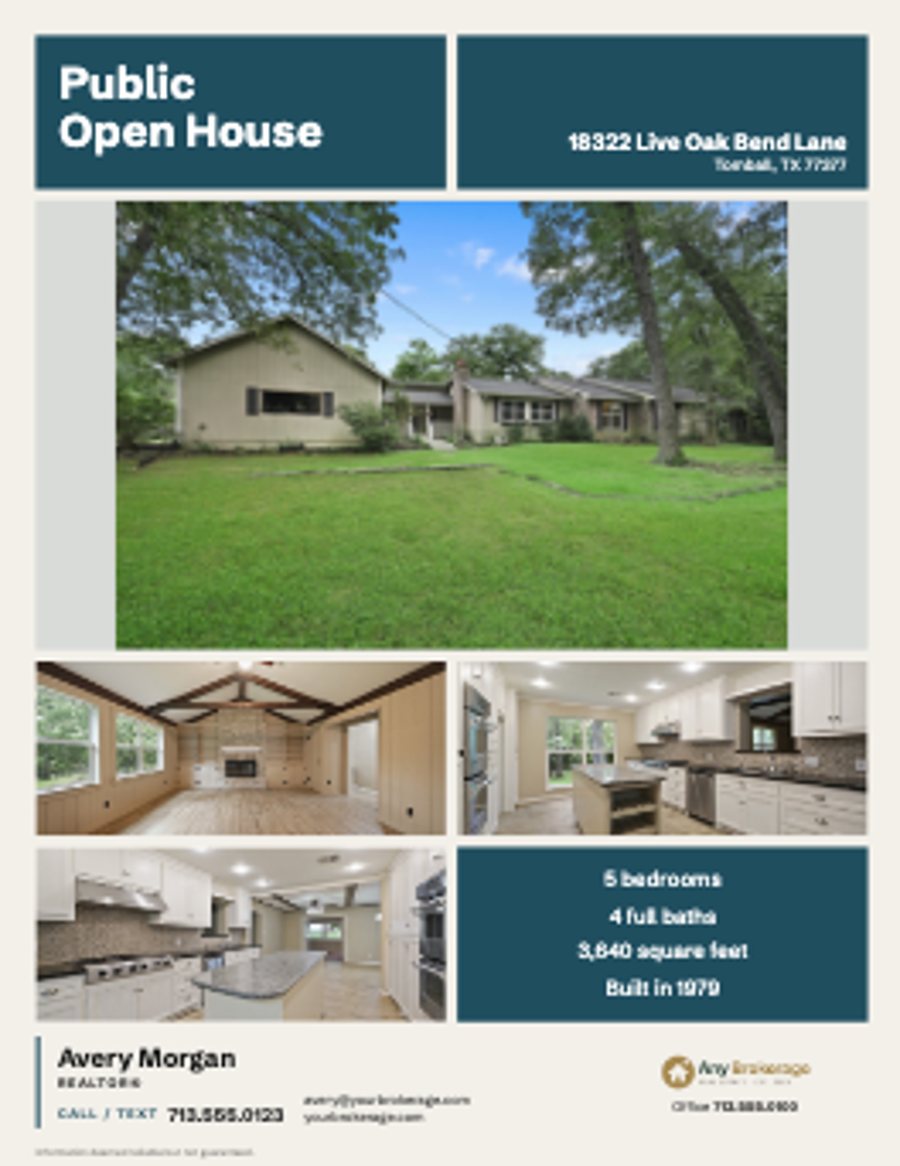 Public
Open House
18322 Live Oak Bend Lane
Tomball, TX 77377
5 bedrooms
4 full baths
3,640 square feet
Built in 1979
Avery Morgan
REALTOR®
CALL / TEXT 713.555.0123
avery@yourbrokerage.com
yourbrokerage.com
Any Brokerage
Office 713.555.0100